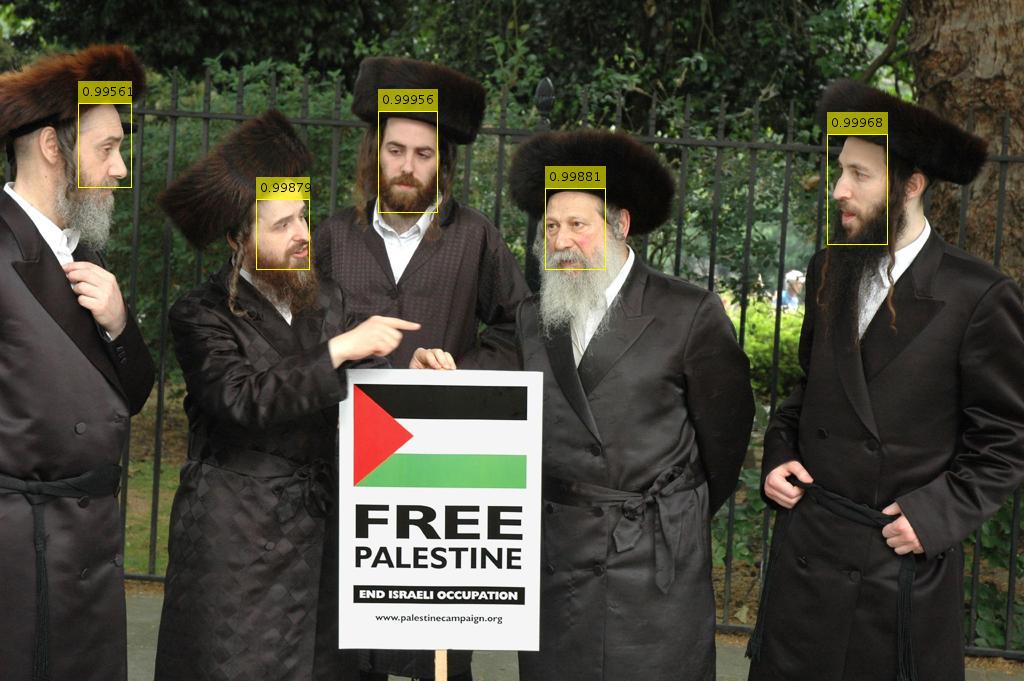 0.99561
0.99879
0.99956
0.99881
0.99968
FREE
PALESTINE
END ISRAELI OCCUPATION
www.palestinecampaign.org